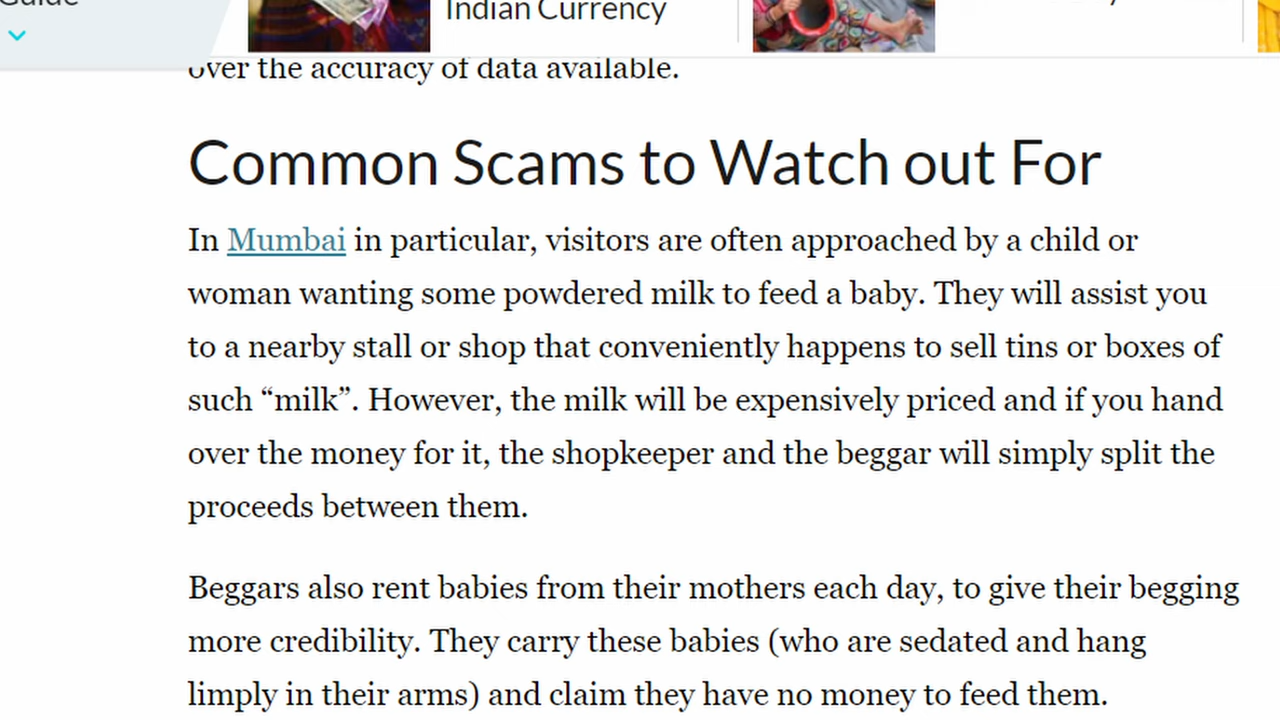 Guide
Indian Currency
over the accuracy of data available.
Common Scams to Watch out For
In Mumbai in particular, visitors are often approached by a child or
woman wanting some powdered milk to feed a baby. They will assist you
to a nearby stall or shop that conveniently happens to sell tins or boxes of
such “milk”. However, the milk will be expensively priced and if you hand
over the money for it, the shopkeeper and the beggar will simply split the
proceeds between them.
Beggars also rent babies from their mothers each day, to give their begging
more credibility. They carry these babies (who are sedated and hang
limply in their arms) and claim they have no money to feed them.